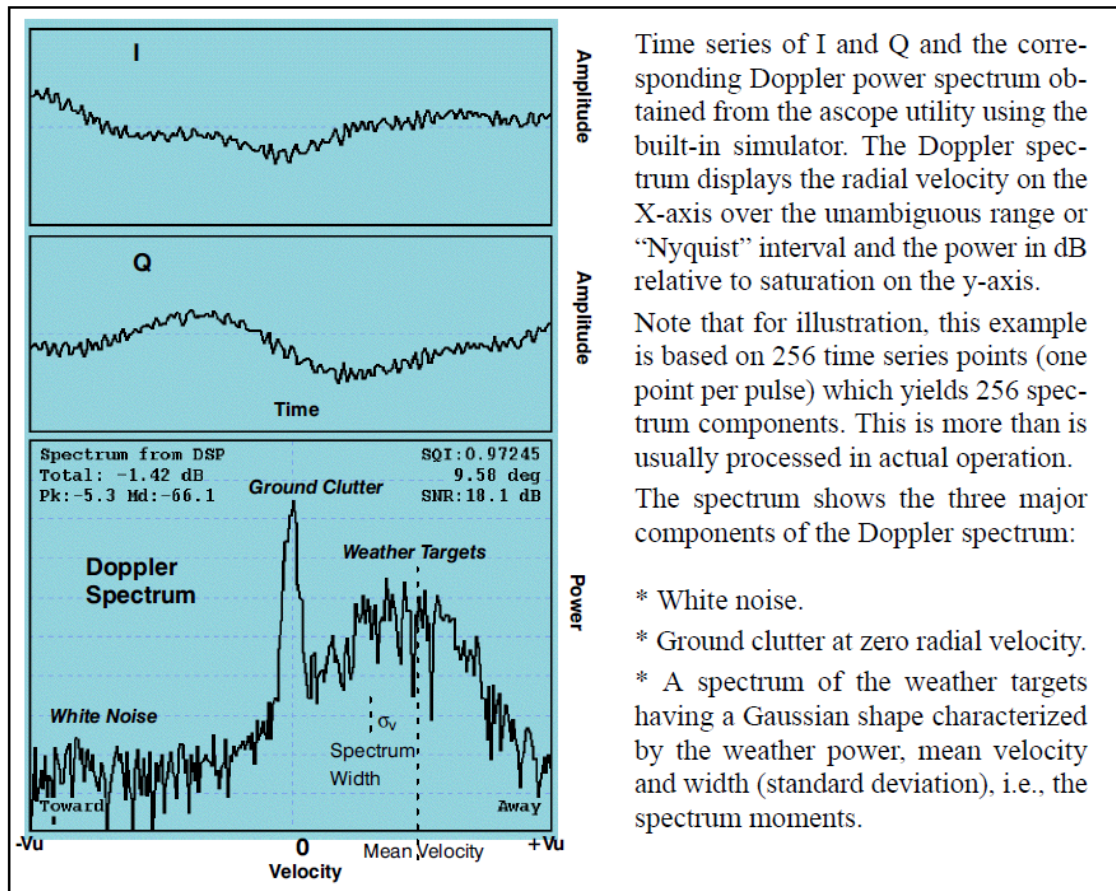 I
Amplitude
Q
Amplitude
Time
Spectrum from DSP
SQI:0.97245
Total: -1.42 dB
9.58 deg
Pk:-5.3 Md:-66.1
SNR:18.1 dB
Ground Clutter
Weather Targets
Doppler
Spectrum
Power
White Noise
σv
Spectrum
Width
Toward
Away
-Vu
0
+Vu
Mean Velocity
Velocity
Time series of I and Q and the corre-
sponding Doppler power spectrum ob-
tained from the ascope utility using the
built-in simulator. The Doppler spec-
trum displays the radial velocity on the
X-axis over the unambiguous range or
“Nyquist” interval and the power in dB
relative to saturation on the y-axis.
Note that for illustration, this example
is based on 256 time series points (one
point per pulse) which yields 256 spec-
trum components. This is more than is
usually processed in actual operation.
The spectrum shows the three major
components of the Doppler spectrum:
* White noise.
* Ground clutter at zero radial velocity.
* A spectrum of the weather targets
having a Gaussian shape characterized
by the weather power, mean velocity
and width (standard deviation), i.e., the
spectrum moments.